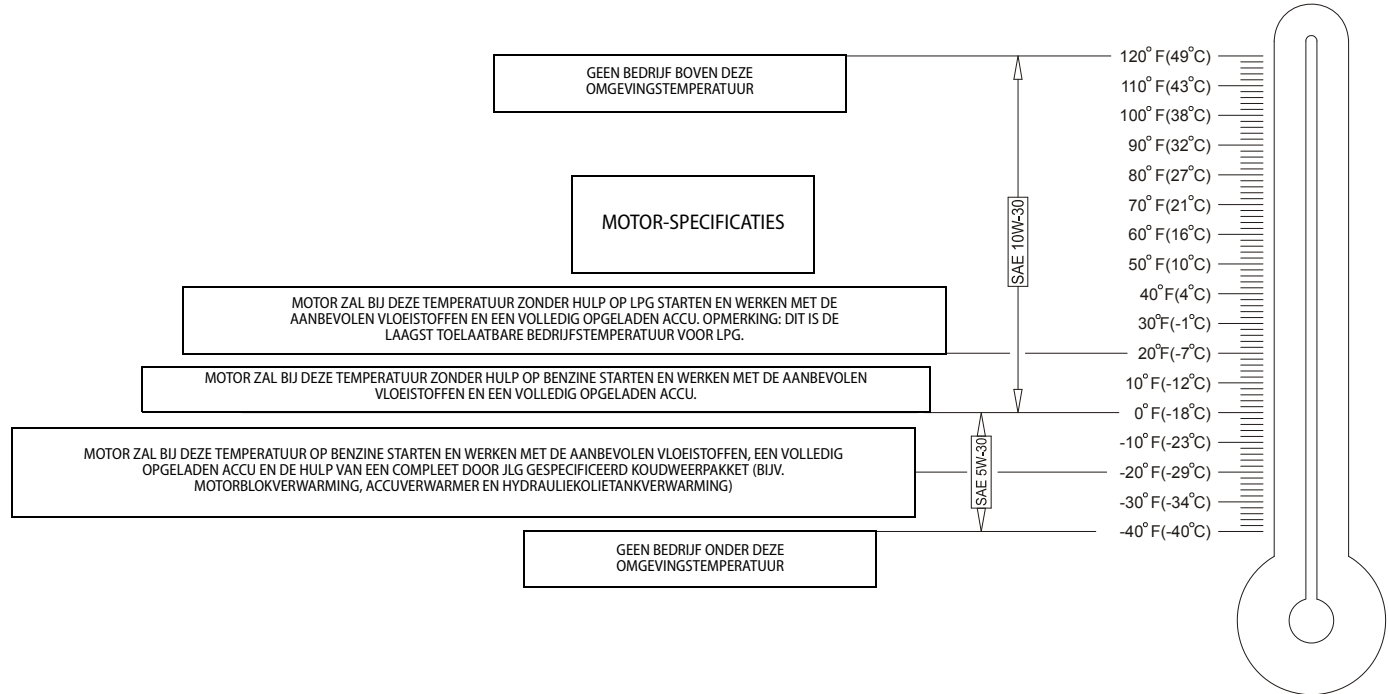 GEEN BEDRIJF BOVEN DEZE
OMGEVINGSTEMPERATUUR
MOTOR-SPECIFICATIES
MOTOR ZAL BIJ DEZE TEMPERATUUR ZONDER HULP OP LPG STARTEN EN WERKEN MET DE
AANBEVOLEN VLOEISTOFFEN EN EEN VOLLEDIG OPGELADEN ACCU. OPMERKING: DIT IS DE
LAAGST TOELAATBARE BEDRIJFSTEMPERATUUR VOOR LPG.
MOTOR ZAL BIJ DEZE TEMPERATUUR ZONDER HULP OP BENZINE STARTEN EN WERKEN MET DE AANBEVOLEN
VLOEISTOFFEN EN EEN VOLLEDIG OPGELADEN ACCU.
MOTOR ZAL BIJ DEZE TEMPERATUUR OP BENZINE STARTEN EN WERKEN MET DE AANBEVOLEN VLOEISTOFFEN, EEN VOLLEDIG
OPGELADEN ACCU EN DE HULP VAN EEN COMPLEET DOOR JLG GESPECIFICEERD KOUDWEERPAKKET (BIJV.
MOTORBLOKVERWARMING, ACCUVERWARMER EN HYDRAULIEKOLIETANKVERWARMING)
GEEN BEDRIJF ONDER DEZE
OMGEVINGSTEMPERATUUR
SAE 10W-30
SAE 5W-30
120° F(49°C)
110° F(43°C)
100° F(38°C)
90° F(32°C)
80° F(27°C)
70° F(21°C)
60° F(16°C)
50° F(10°C)
40° F(4°C)
30°F(-1°C)
20°F(-7°C)
10° F(-12°C)
0° F(-18°C)
-10° F(-23°C)
-20° F(-29°C)
-30° F(-34°C)
-40° F(-40°C)